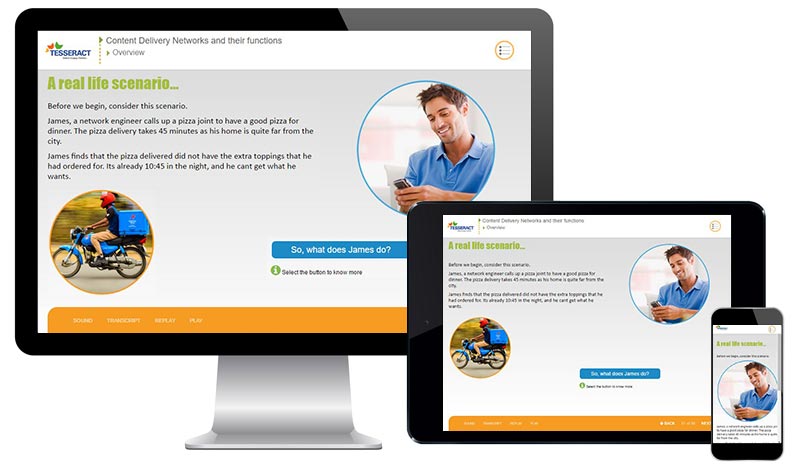 TESSERACT
Content Delivery Networks and their functions
Overview
A real life scenario...
Before we begin, consider this scenario.
James, a network engineer calls up a pizza joint to have a good pizza for
dinner. The pizza delivery takes 45 minutes as his home is quite far from the
city.
James finds that the pizza delivered did not have the extra toppings that he
had ordered for. Its already 10:45 in the night, and he cant get what he
wants.
So, what does James do?
Select the button to know more
SOUND TRANSCRIPT REPLAY PLAY
TESSERACT
Content Delivery Networks and their functions
Overview
A real life scenario...
Before we begin, consider this scenario.
James, a network engineer calls up a pizza joint to have a good pizza for
dinner. The pizza delivery takes 45 minutes as his home is quite far from the
city.
James finds that the pizza delivered did not have the extra toppings that he
had ordered for. Its already 10:45 in the night, and he cant get what he
wants.
So, what does James do?
Select the button to know more
SOUND TRANSCRIPT REPLAY PLAY BACK NEXT
A real life scenario...
Before we begin, consider this scenario.
James, a network engineer calls up a pizza joint
to have a good pizza for dinner. The pizza
delivery takes 45 minutes as his home is quite
far from the city.